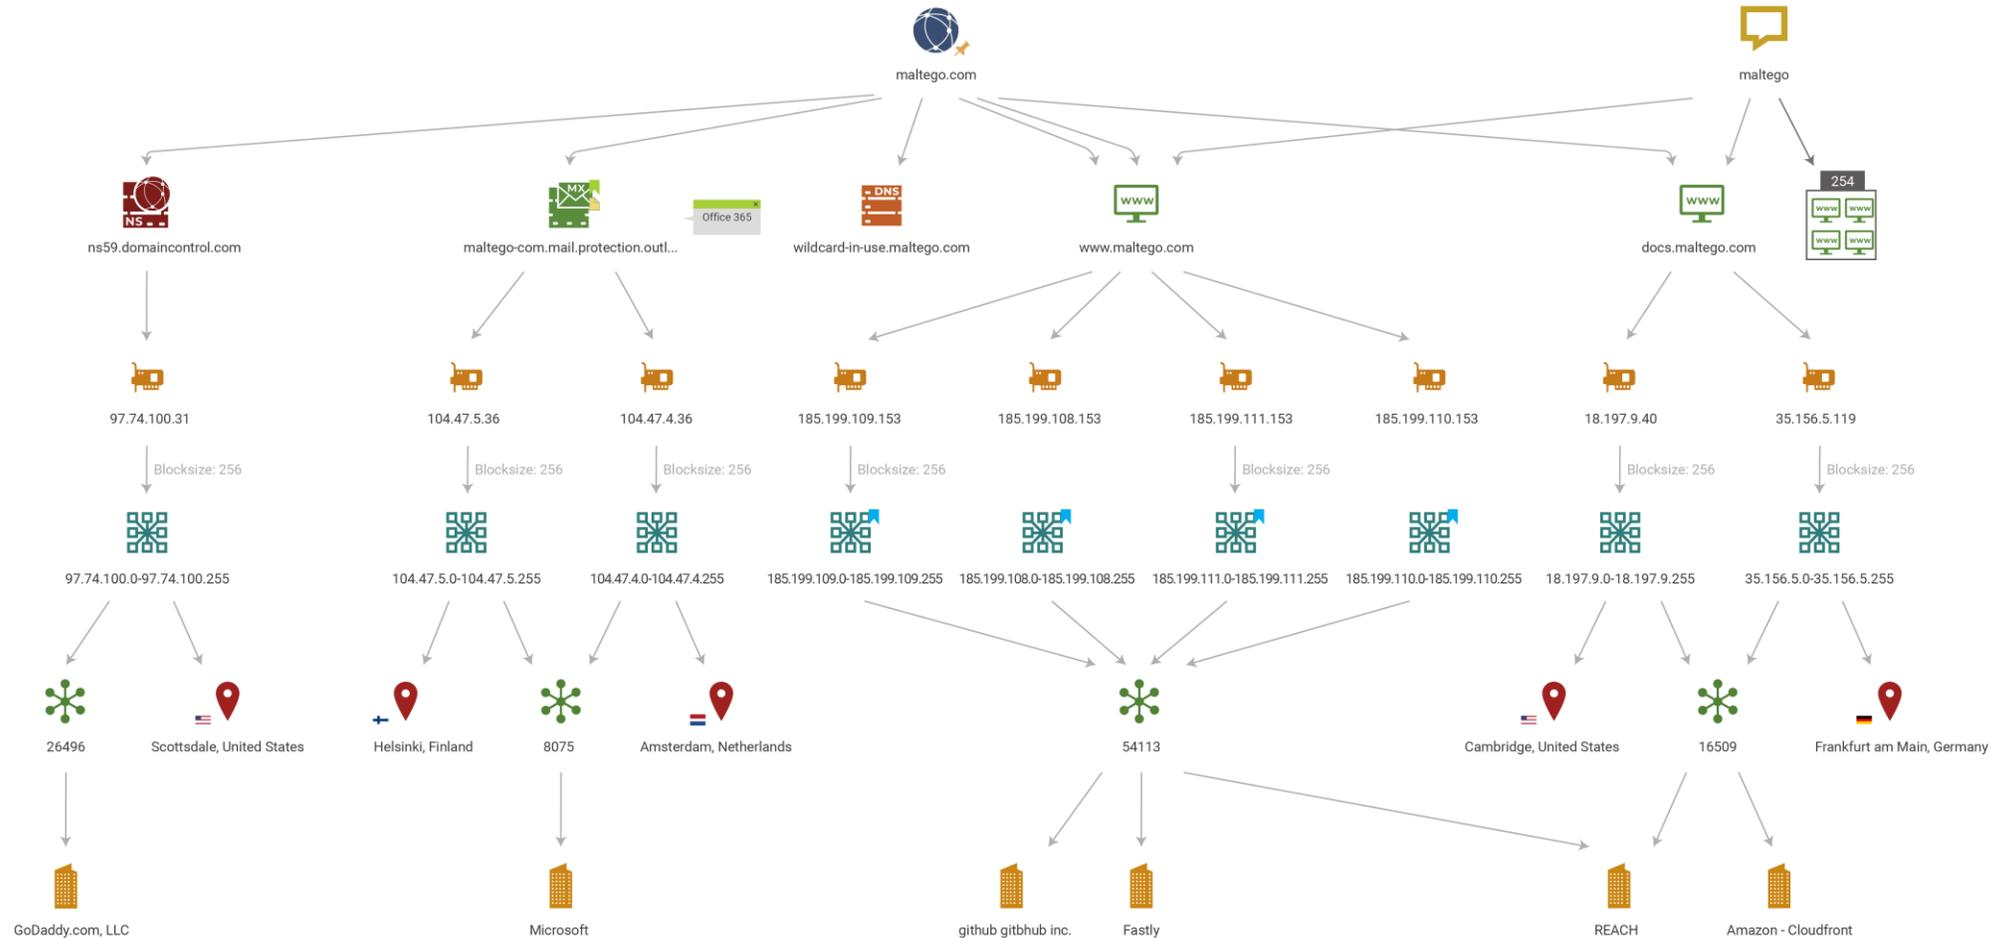 maltego.com
maltego
254
NS
MX
Office 365
DNS
www
www
www
www
www
www
ns59.domaincontrol.com
maltego-com.mail.protection.outl...
wildcard-in-use.maltego.com
www.maltego.com
docs.maltego.com
97.74.100.31
104.47.5.36
104.47.4.36
185.199.109.153
185.199.108.153
185.199.111.153
185.199.110.153
18.197.9.40
35.156.5.119
Blocksize: 256
Blocksize: 256
Blocksize: 256
Blocksize: 256
Blocksize: 256
Blocksize: 256
Blocksize: 256
97.74.100.0-97.74.100.255
104.47.5.0-104.47.5.255
104.47.4.0-104.47.4.255
185.199.109.0-185.199.109.255
185.199.108.0-185.199.108.255
185.199.111.0-185.199.111.255
185.199.110.0-185.199.110.255
18.197.9.0-18.197.9.255
35.156.5.0-35.156.5.255
26496
Scottsdale, United States
Helsinki, Finland
8075
Amsterdam, Netherlands
54113
Cambridge, United States
16509
Frankfurt am Main, Germany
GoDaddy.com, LLC
Microsoft
github gitbhub inc.
Fastly
REACH
Amazon - Cloudfront